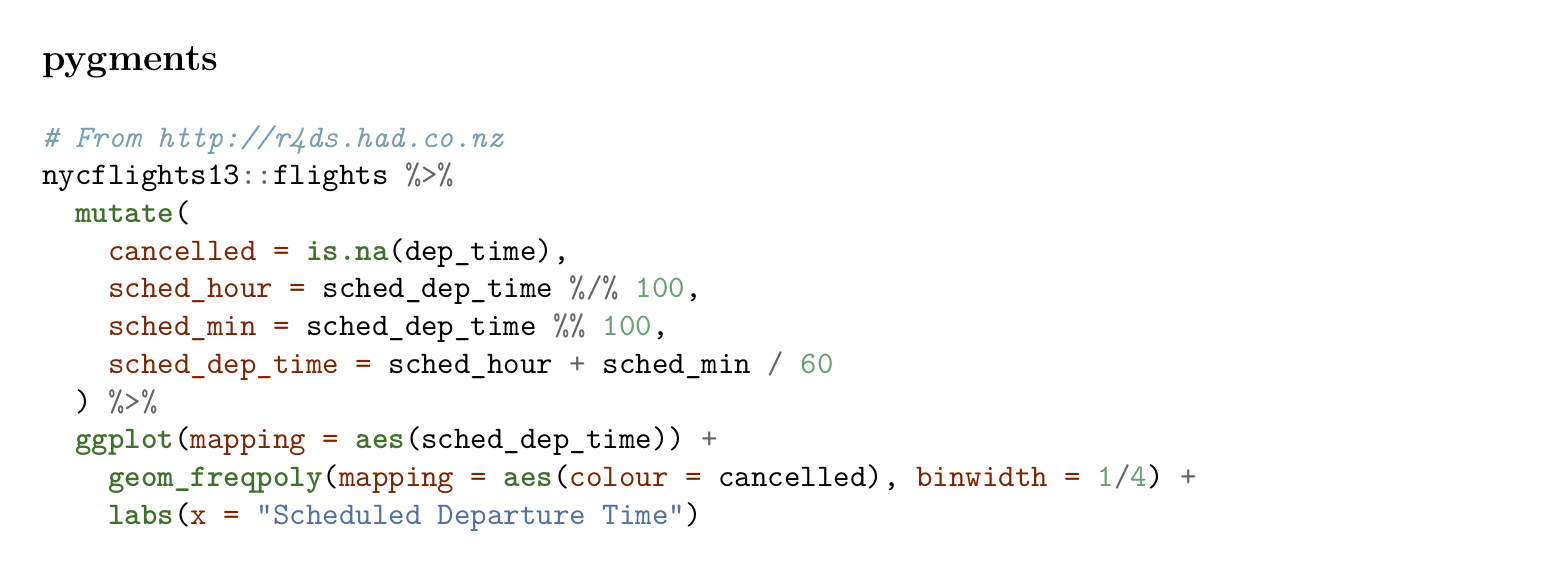 pygments
# From http://r4ds.had.co.nz
nycflights13::flights %>%
  mutate(
    cancelled = is.na(dep_time),
    sched_hour = sched_dep_time %/% 100,
    sched_min = sched_dep_time %% 100,
    sched_dep_time = sched_hour + sched_min / 60
  ) %>%
  ggplot(mapping = aes(sched_dep_time)) +
    geom_freqpoly(mapping = aes(colour = cancelled), binwidth = 1/4) +
    labs(x = "Scheduled Departure Time")